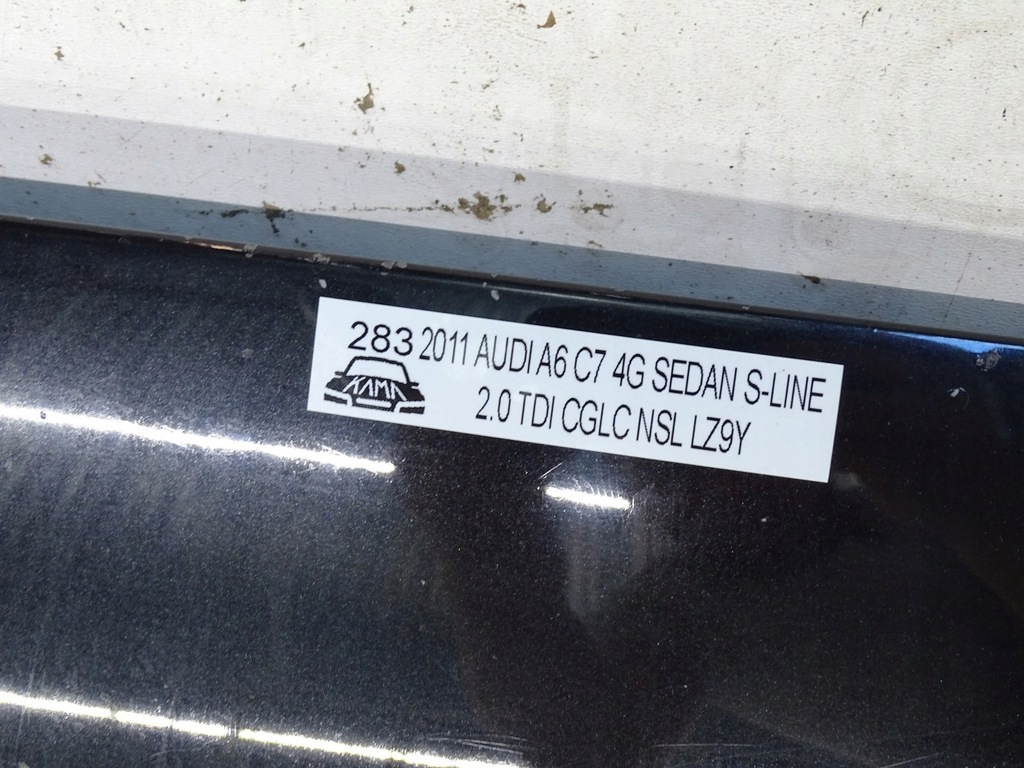 283 2011 AUDI A6 C7 4G SEDAN S-LINE
KAMA
2.0 TDI CGLC NSL LZ9Y